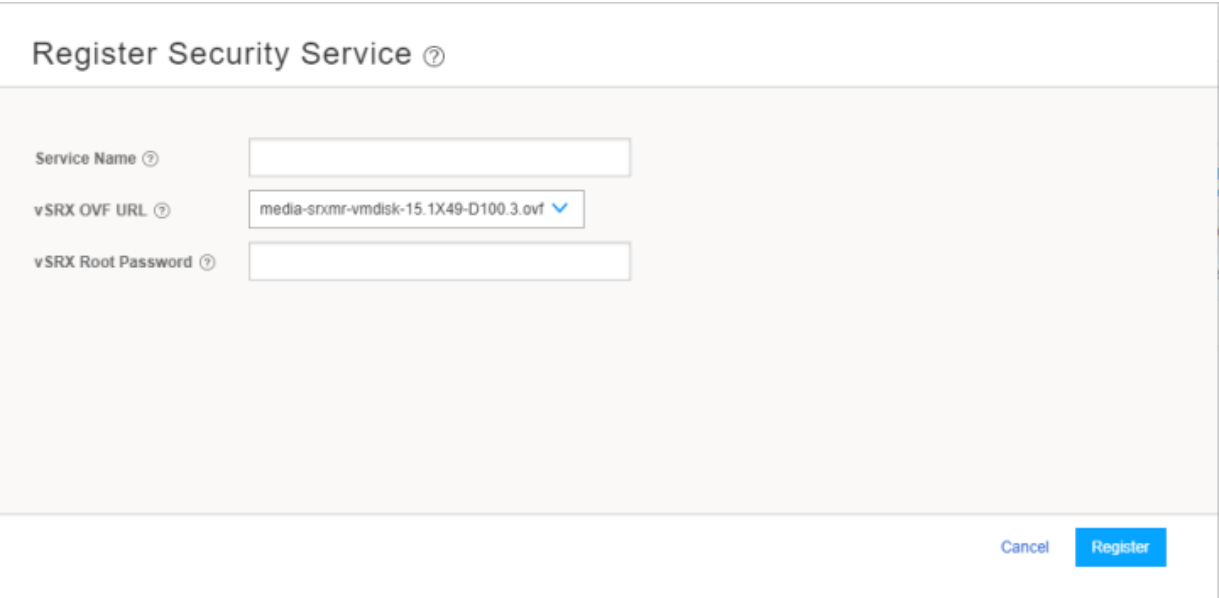 Register Security Service
Service Name
vSRX OVF URL
media-srxmr-vmdisk-15.1X49-D100.3.ovf
vSRX Root Password
Cancel
Register